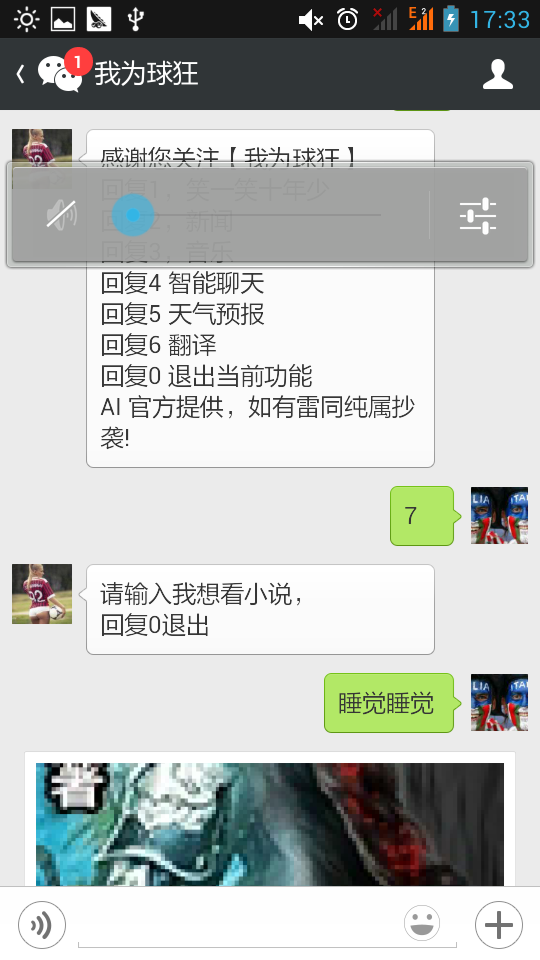 E 2
17:33
1
我为球狂
感谢您关注【我为球狂】
回复1，笑一笑十年少
回复2，新闻
回复3，音乐
回复4 智能聊天
回复5 天气预报
回复6 翻译
回复0 退出当前功能
AI 官方提供，如有雷同纯属抄
袭!
7
请输入我想看小说，
回复0退出
睡觉睡觉